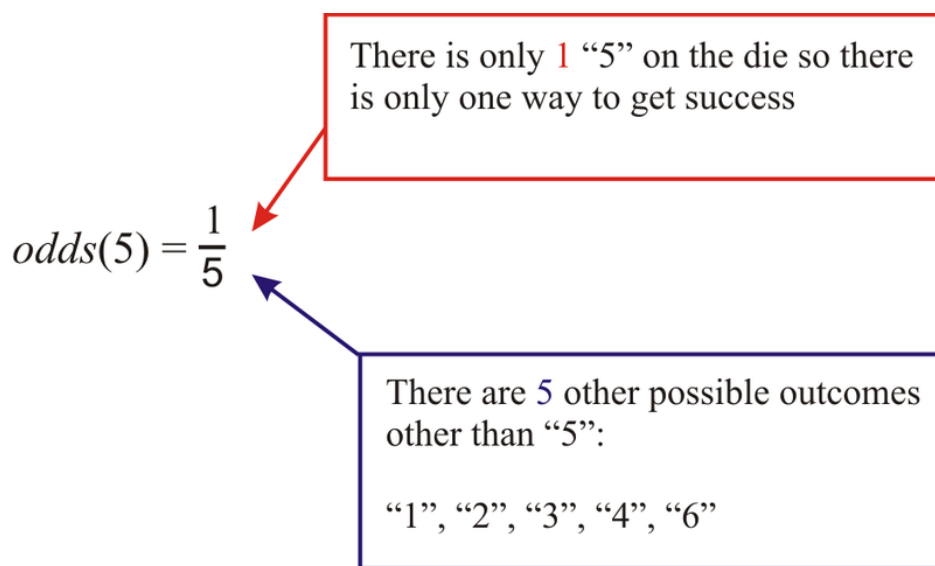 There is only 1 “5” on the die so there
is only one way to get success
odds(5) = 1/5
There are 5 other possible outcomes
other than “5”:
“1”, “2”, “3”, “4”, “6”